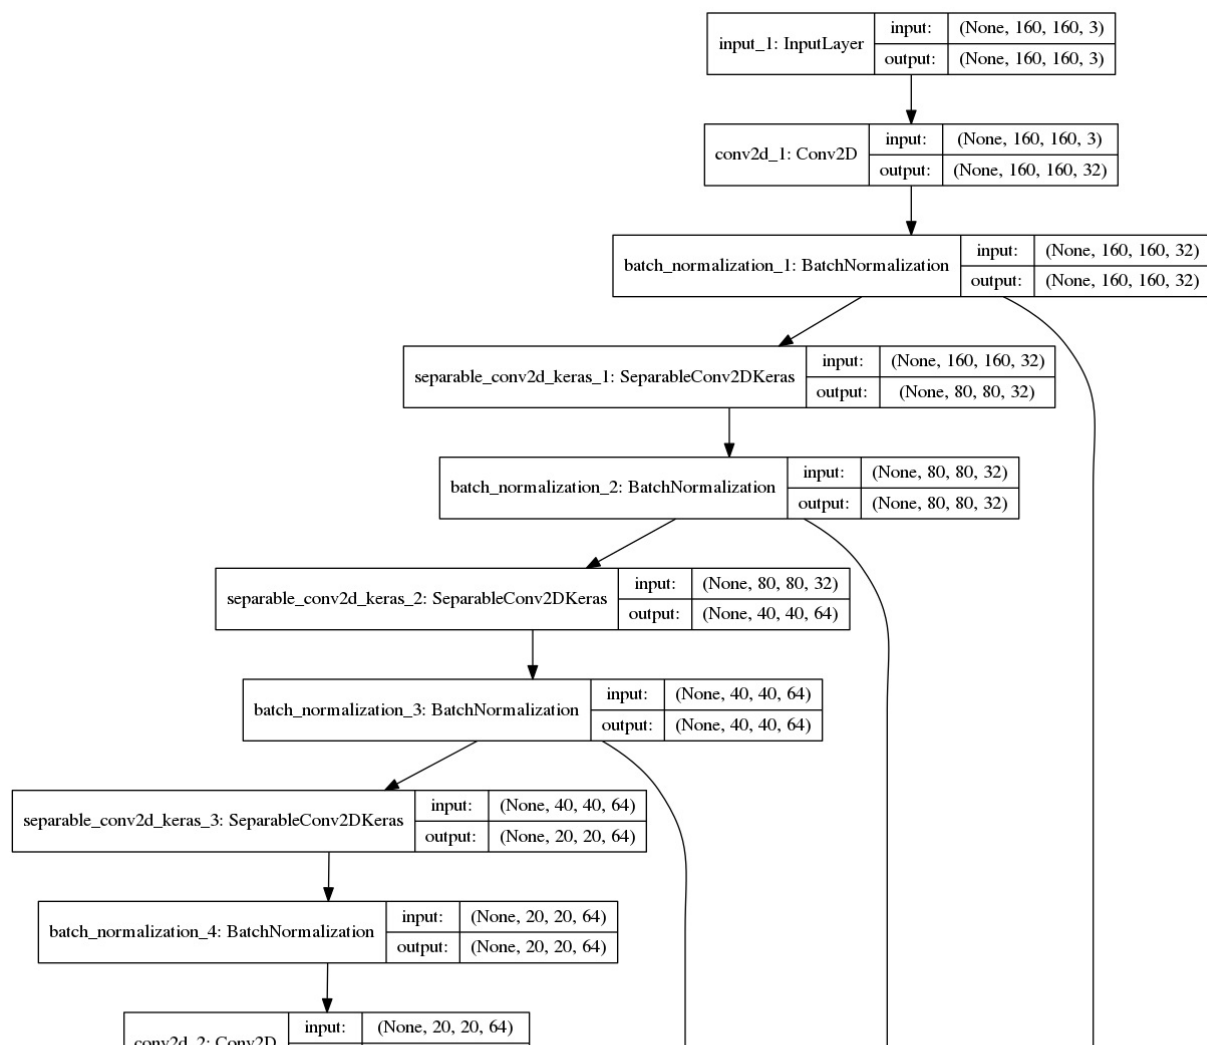 input_1: InputLayer
input: (None, 160, 160, 3)
output: (None, 160, 160, 3)
conv2d_1: Conv2D
input: (None, 160, 160, 3)
output: (None, 160, 160, 32)
batch_normalization_1: BatchNormalization
input: (None, 160, 160, 32)
output: (None, 160, 160, 32)
separable_conv2d_keras_1: SeparableConv2DKeras
input: (None, 160, 160, 32)
output: (None, 80, 80, 32)
batch_normalization_2: BatchNormalization
input: (None, 80, 80, 32)
output: (None, 80, 80, 32)
separable_conv2d_keras_2: SeparableConv2DKeras
input: (None, 80, 80, 32)
output: (None, 40, 40, 64)
batch_normalization_3: BatchNormalization
input: (None, 40, 40, 64)
output: (None, 40, 40, 64)
separable_conv2d_keras_3: SeparableConv2DKeras
input: (None, 40, 40, 64)
output: (None, 20, 20, 64)
batch_normalization_4: BatchNormalization
input: (None, 20, 20, 64)
output: (None, 20, 20, 64)
conv2d_2: Conv2D
input: (None, 20, 20, 64)